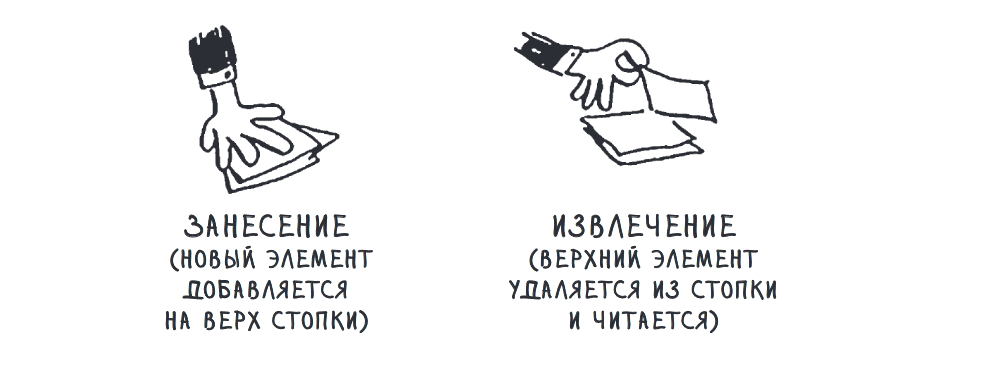 ЗАНЕСЕНИЕ
(НОВЫЙ ЭЛЕМЕНТ
ДОБАВЛЯЕТСЯ
НА ВЕРХ СТОПКИ)
ИЗВЛЕЧЕНИЕ
(ВЕРХНИЙ ЭЛЕМЕНТ
УДАЛЯЕТСЯ ИЗ СТОПКИ
И ЧИТАЕТСЯ)